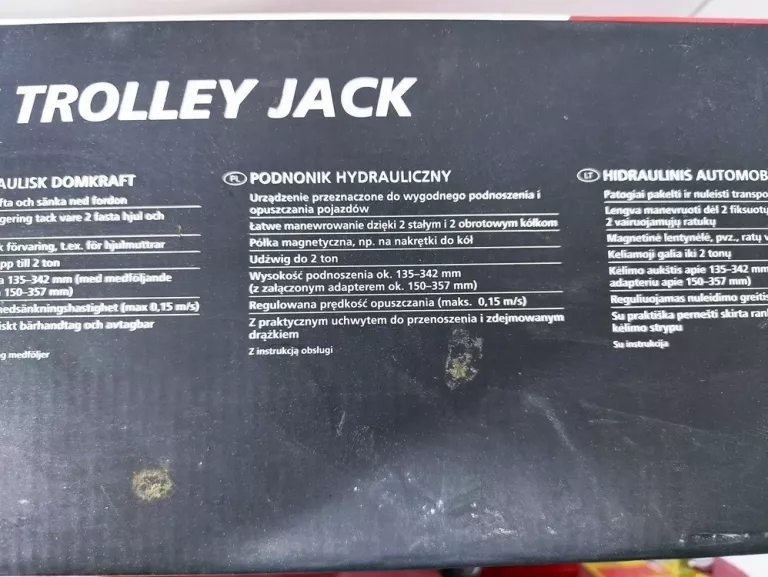 TROLLEY JACK
AULISK DOMKRAFT
fta och sänka ned fordon
gering tack vare 2 fasta hjul och
k förvaring, t.ex. för hjulmuttrar
pp till 2 ton
a 135-342 mm (med medföljande
150-357 mm)
nedsänkningshastighet (max 0,15 m/s)
iskt bärhandtag och avtagbar
g medföljer
PL PODNONIK HYDRAULICZNY
Urządzenie przeznaczone do wygodnego podnoszenia i
opuszczania pojazdów
Łatwe manewrowanie dzięki 2 stałym i 2 obrotowym kółkom
Półka magnetyczna, np. na nakrętki do kół
Udźwig do 2 ton
Wysokość podnoszenia ok. 135-342 mm
(z załączonym adapterem ok. 150-357 mm)
Regulowana prędkość opuszczania (maks. 0,15 m/s)
Z praktycznym uchwytem do przenoszenia i zdejmowanym
drążkiem
Z instrukcją obsługi
LT HIDRAULINIS AUTOMOB
Patogiai pakelti ir nuleisti transpo
Lengva manevruoti dėl 2 fiksuotų
2 vairuojamųjų ratukų
Magnetinė lentynėlė, pvz., ratų v
Keliamoji galia iki 2 tonų
Kėlimo aukštis apie 135-342 mm
adapteriu apie 150-357 mm)
Reguliuojamas nuleidimo greitis
Su praktiška pernešti skirta ran
kėlimo strypu
Su instrukcija